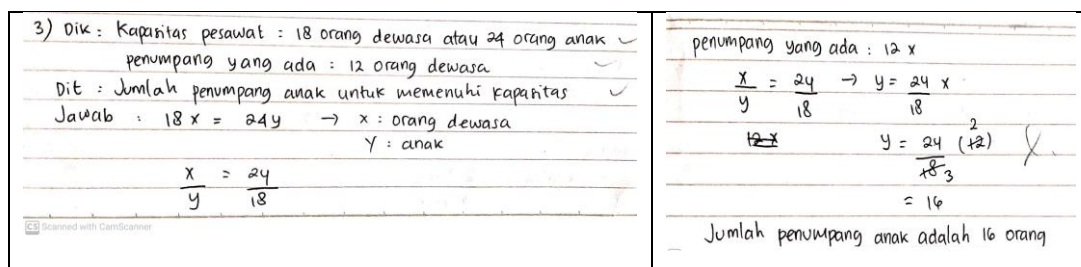 3) Dik : Kapasitas pesawat : 18 orang dewasa atau 24 orang anak
penumpang yang ada : 12 orang dewasa
Dit : Jumlah penumpang anak untuk memenuhi kapasitas
Jawab : 18 x = 24y → x : orang dewasa
Y : anak
x/y = 24/18
CS Scanned with CamScanner
penumpang yang ada : 12 x
x/y = 24/18 → y = 24/18 x
12 x
y = 24/18 3 (12) 2
= 16
Jumlah penumpang anak adalah 16 orang